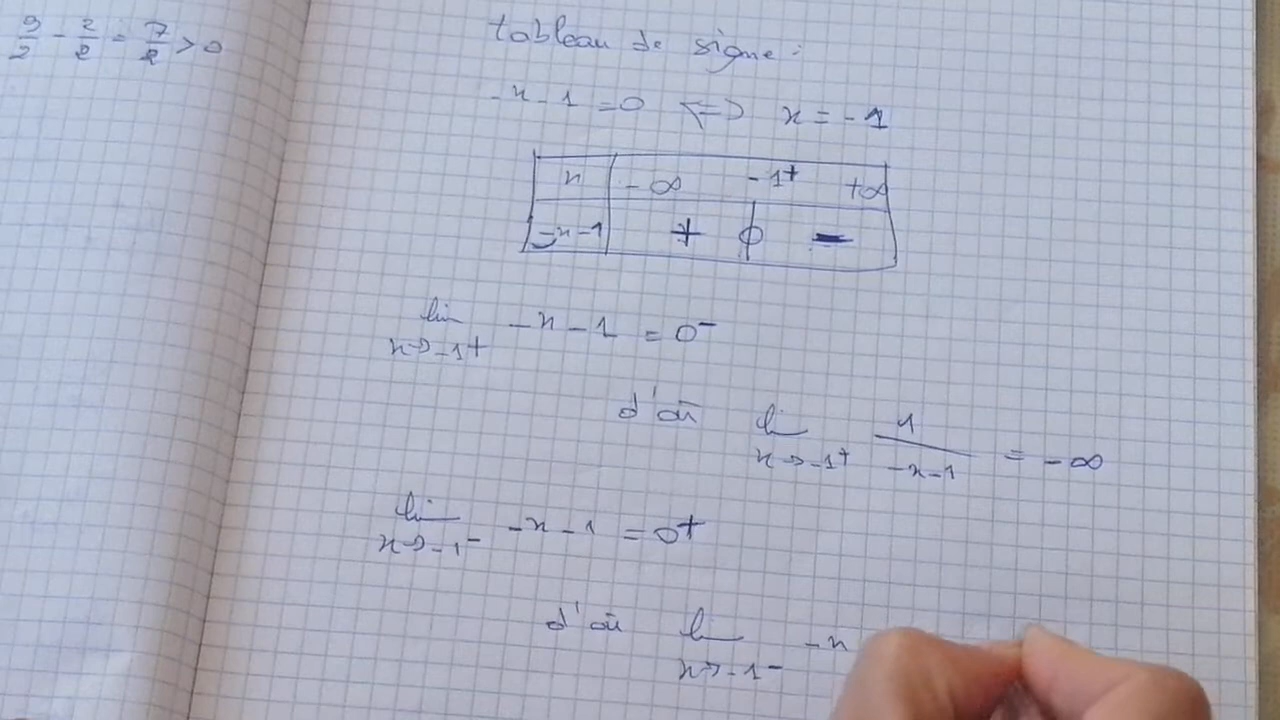 9/2 - 2/2 = 7/2 > 0
tableau de signe :
-x - 1 = 0 <=> x = -1
x -∞ -1+ +∞
-x-1 + 0 -
lim x→-1+ -x - 1 = 0-
d'où lim x→-1+ 1/(-x-1) = -∞
lim x→-1- -x - 1 = 0+
d'où lim x→-1- -x